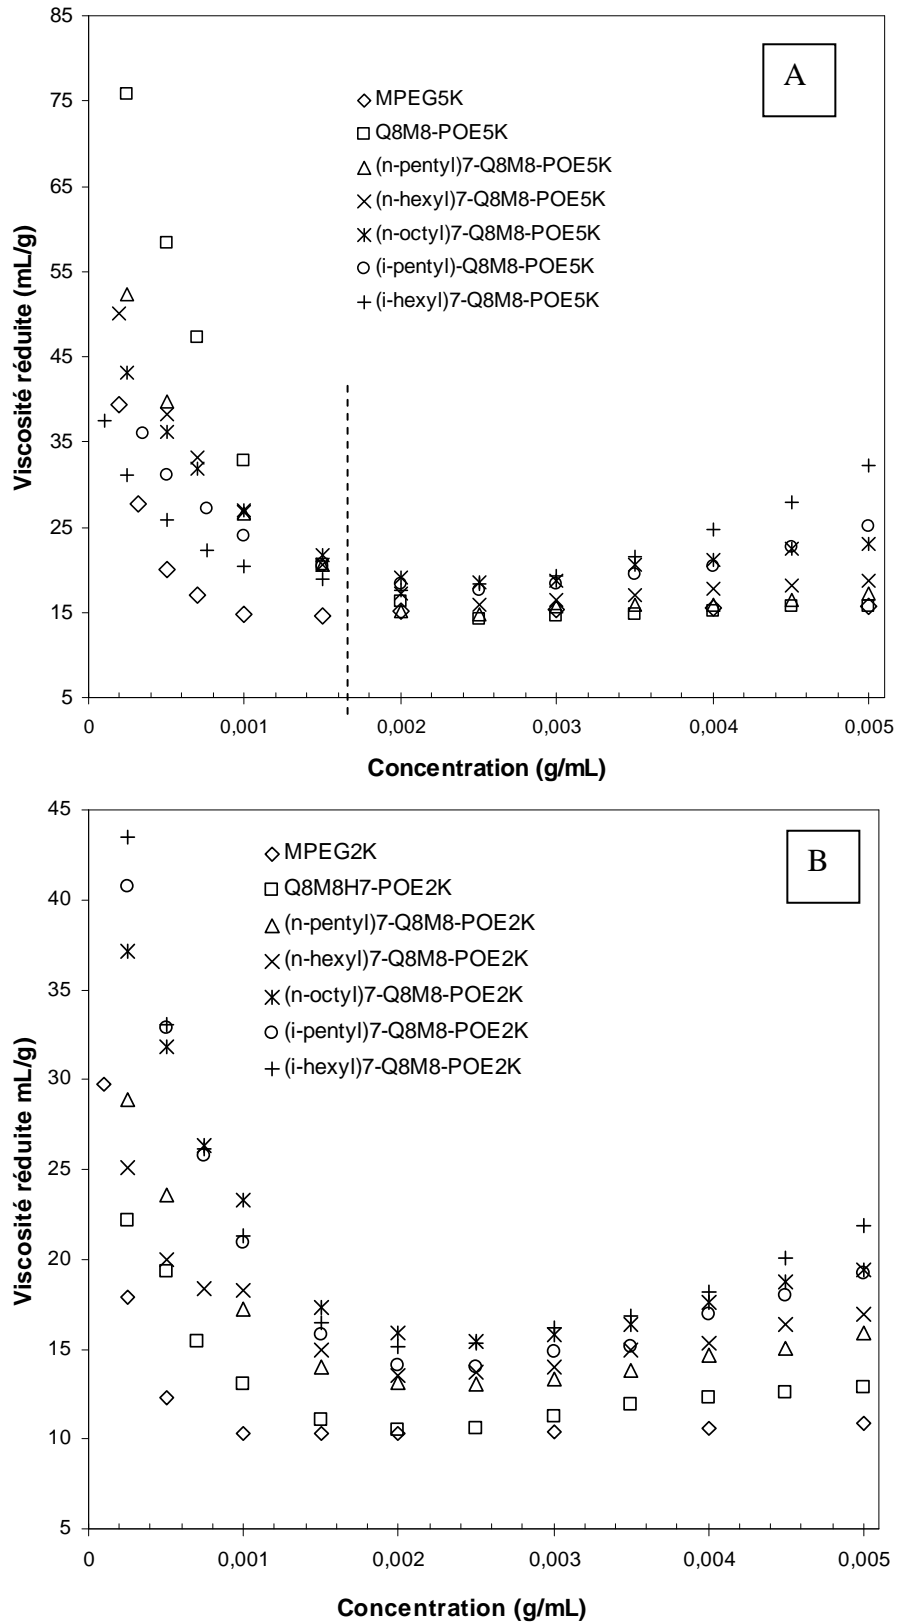 85
A
75
MPEG5K
Q8M8-POE5K
(n-pentyl)7-Q8M8-POE5K
65
(n-hexyl)7-Q8M8-POE5K
(n-octyl)7-Q8M8-POE5K
55
(i-pentyl)-Q8M8-POE5K
(i-hexyl)7-Q8M8-POE5K
45
35
25
15
5
Viscosité réduite (mL/g)
0 0,001 0,002 0,003 0,004 0,005
Concentration (g/mL)
45
B
MPEG2K
40
Q8M8H7-POE2K
(n-pentyl)7-Q8M8-POE2K
(n-hexyl)7-Q8M8-POE2K
35
(n-octyl)7-Q8M8-POE2K
(i-pentyl)7-Q8M8-POE2K
(i-hexyl)7-Q8M8-POE2K
30
25
20
15
10
5
Viscosité réduite mL/g)
0 0,001 0,002 0,003 0,004 0,005
Concentration (g/mL)